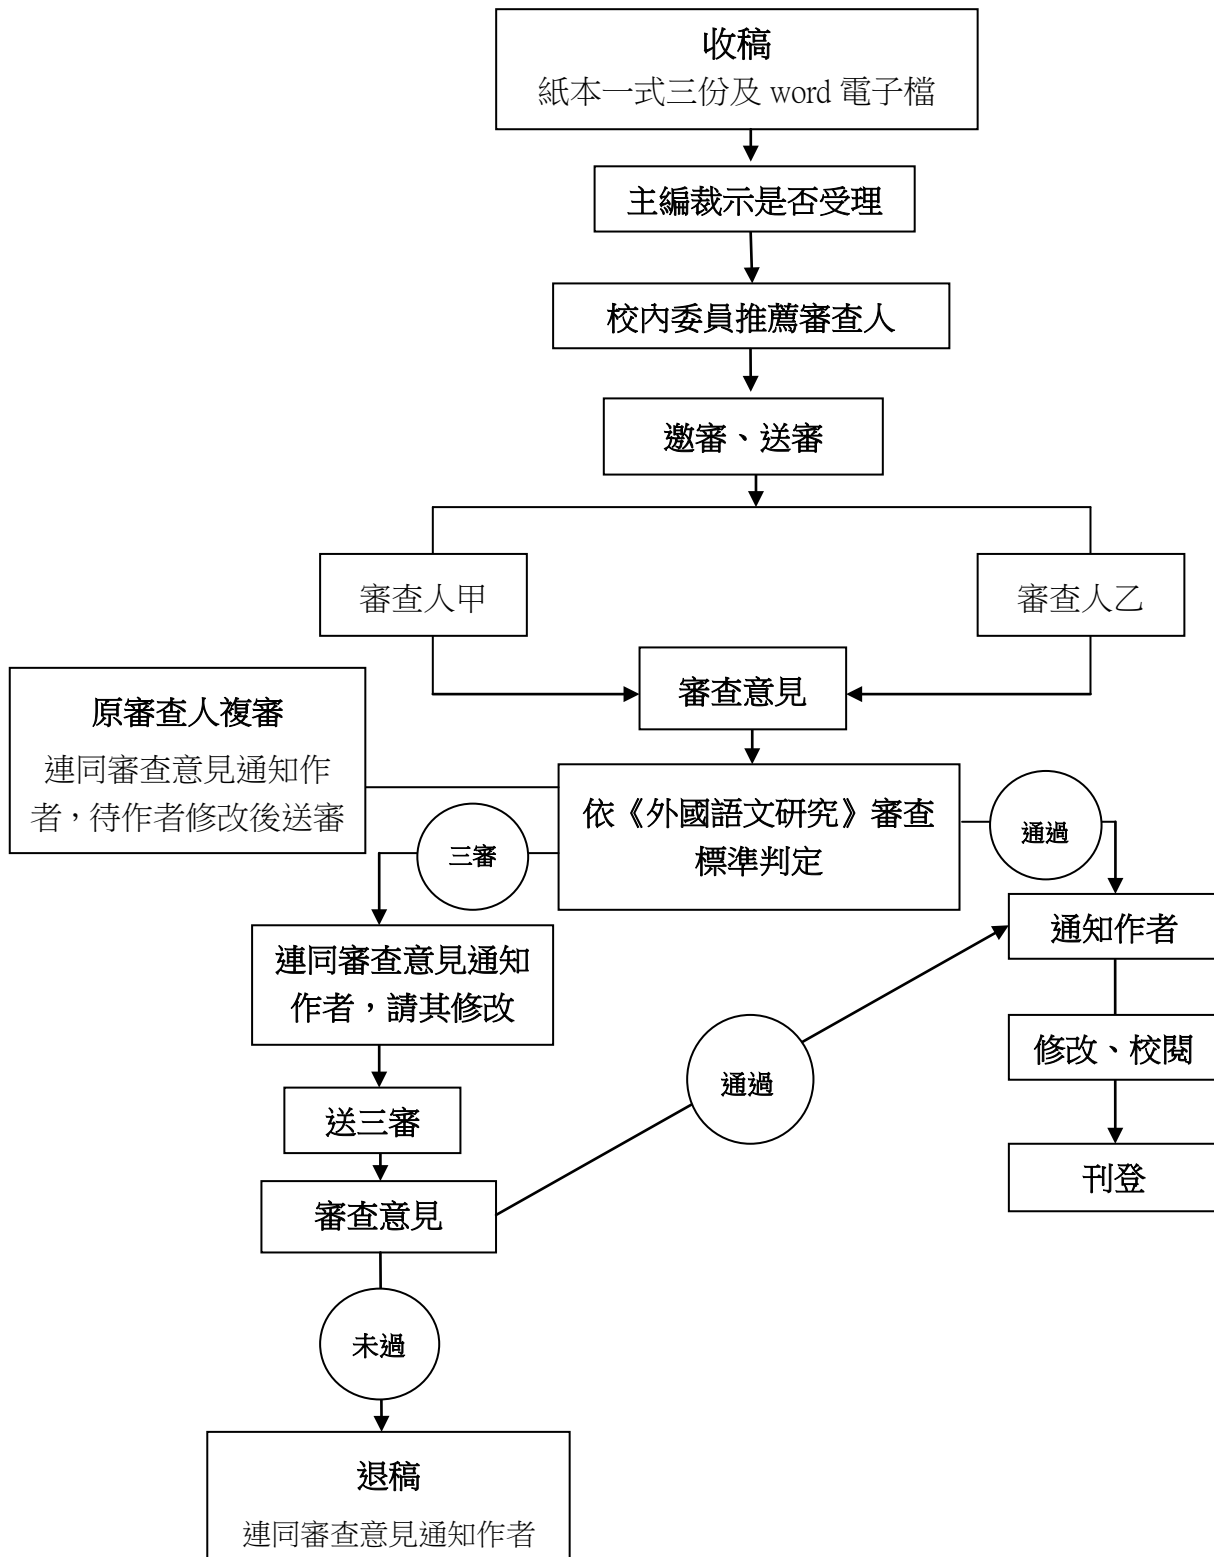 收稿
紙本一式三份及 word 電子檔
主編裁示是否受理
校內委員推薦審查人
邀審、送審
審查人甲
審查人乙
審查意見
原審查人複審
連同審查意見通知作
者，待作者修改後送審
依《外國語文研究》審查
標準判定
通過
三審
通知作者
連同審查意見通知
作者，請其修改
修改、校閱
通過
送三審
刊登
審查意見
未過
退稿
連同審查意見通知作者